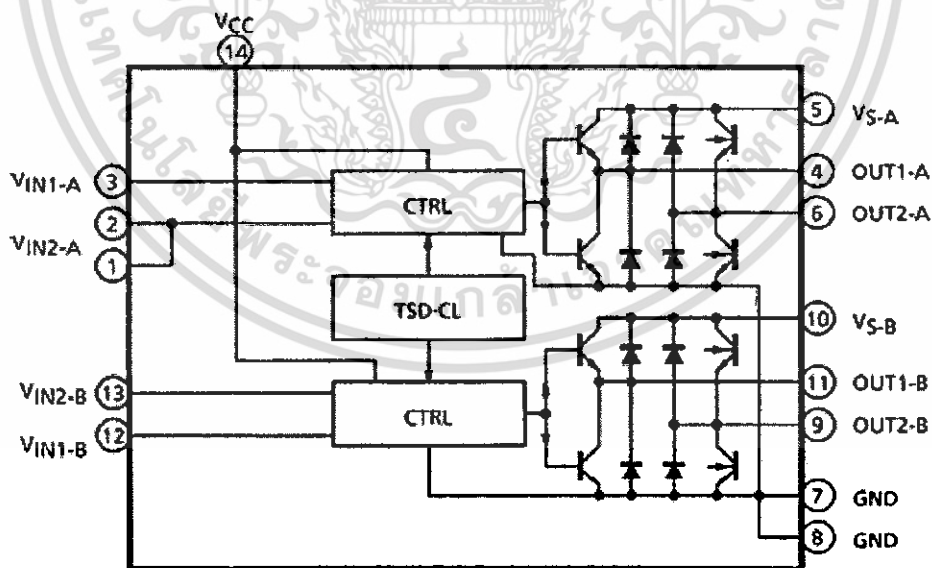 VCC
14
5 VS-A
VIN1-A 3
CTRL
4 OUT1-A
2
6 OUT2-A
VIN2-A
1
TSD-CL
10 VS-B
11 OUT1-B
VIN2-B 13
CTRL
9 OUT2-B
VIN1-B 12
7 GND
8 GND